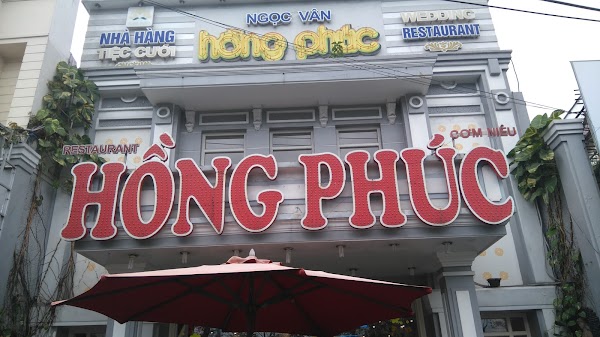 NGỌC VÂN
NHÀ HÀNG
TIỆC CƯỚI
hồng phúc
WEDDING
RESTAURANT
RESTAURANT
CƠM NIÊU
HỒNG PHÚC